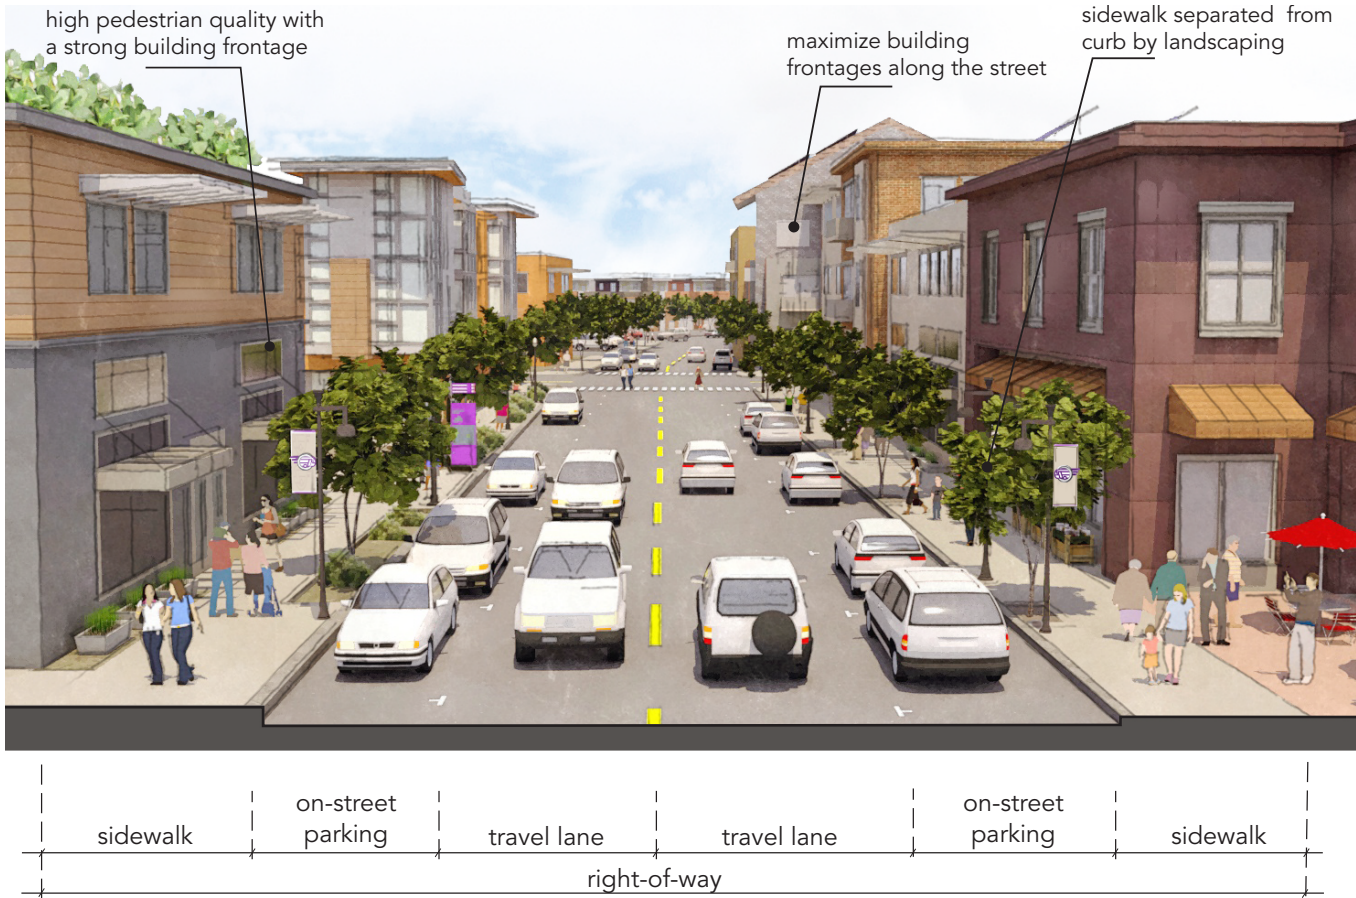 high pedestrian quality with
a strong building frontage
maximize building
frontages along the street
sidewalk separated from
curb by landscaping
sidewalk
on-street
parking
travel lane
travel lane
on-street
parking
sidewalk
right-of-way